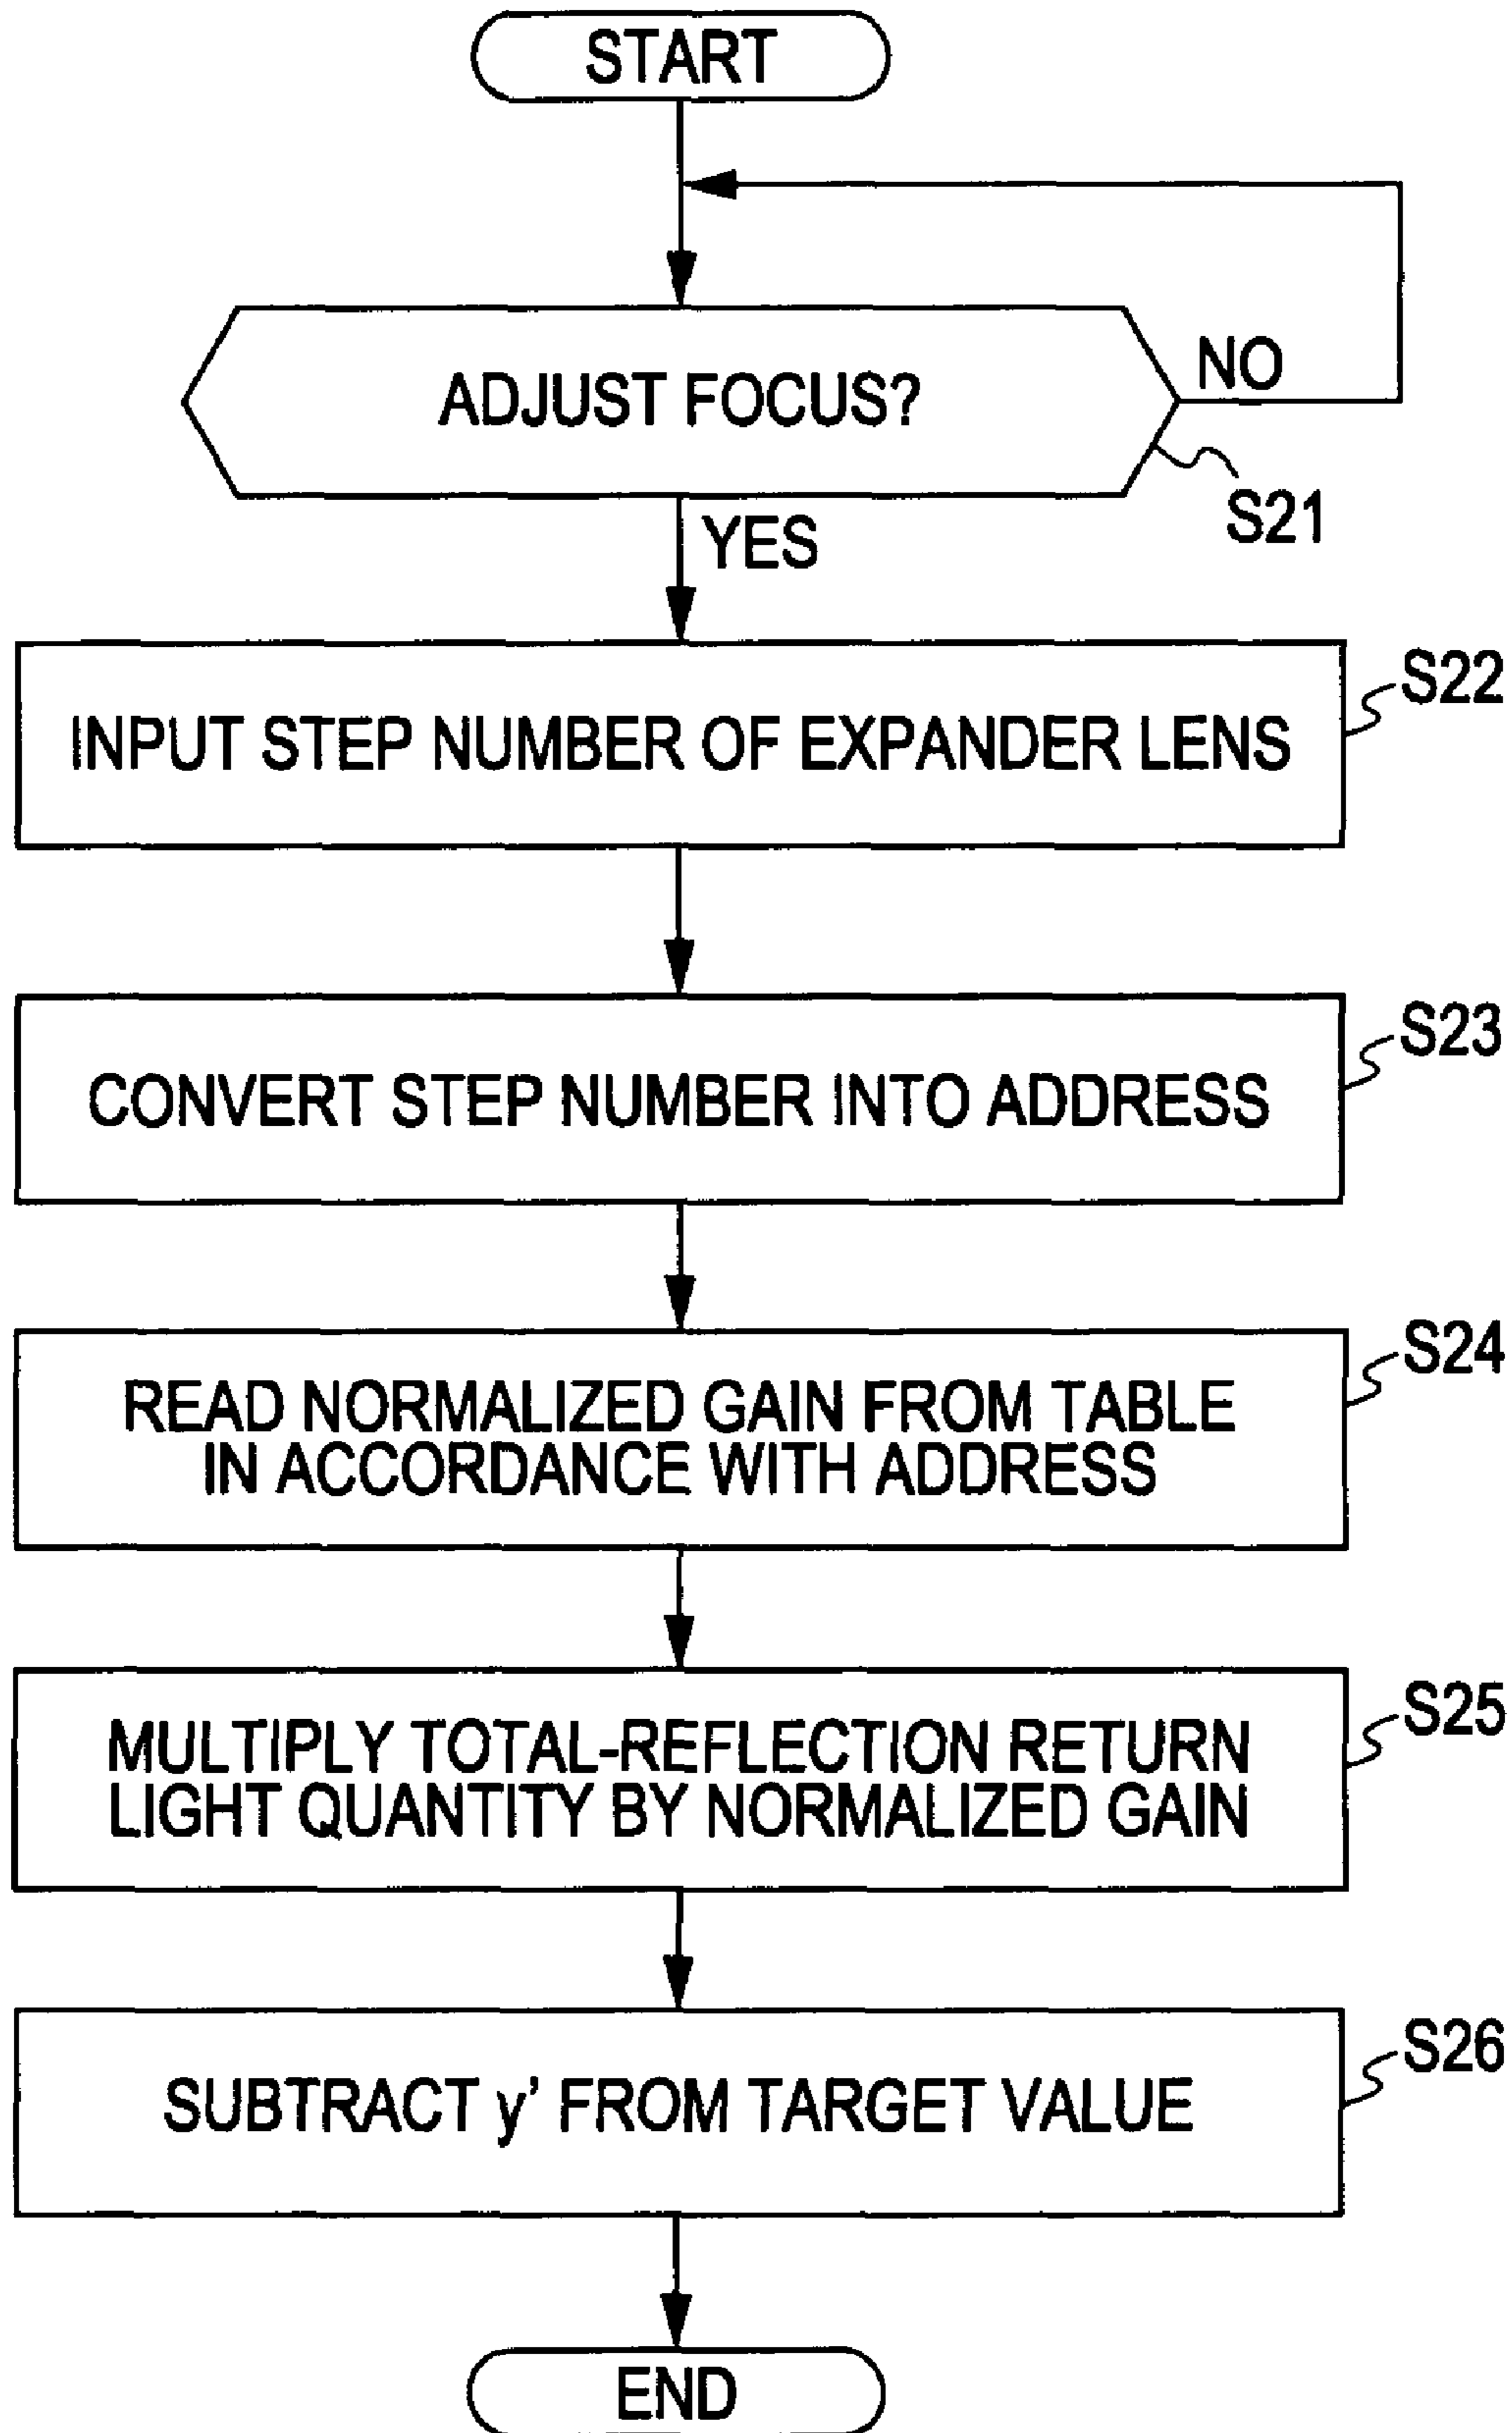 START
ADJUST FOCUS?
NO
S21
YES
INPUT STEP NUMBER OF EXPANDER LENS
S22
CONVERT STEP NUMBER INTO ADDRESS
S23
READ NORMALIZED GAIN FROM TABLE
IN ACCORDANCE WITH ADDRESS
S24
MULTIPLY TOTAL-REFLECTION RETURN
LIGHT QUANTITY BY NORMALIZED GAIN
S25
SUBTRACT y' FROM TARGET VALUE
S26
END